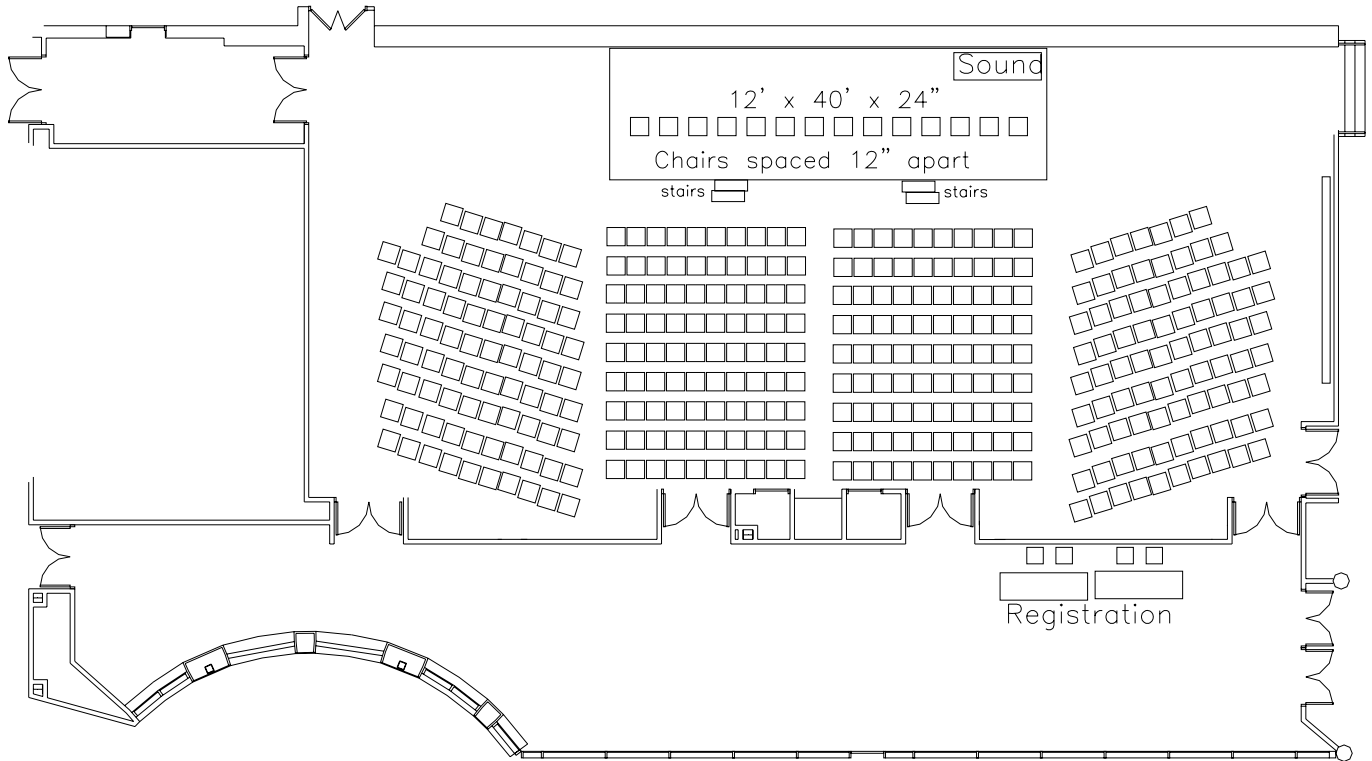 Sound
12’ x 40’ x 24”
Chairs spaced 12” apart
stairs
stairs
Registration